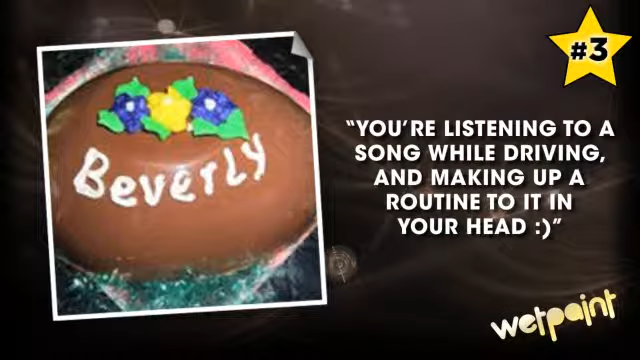 #3
Beverly
“YOU’RE LISTENING TO A
SONG WHILE DRIVING,
AND MAKING UP A
ROUTINE TO IT IN
YOUR HEAD :)”
wetpaint